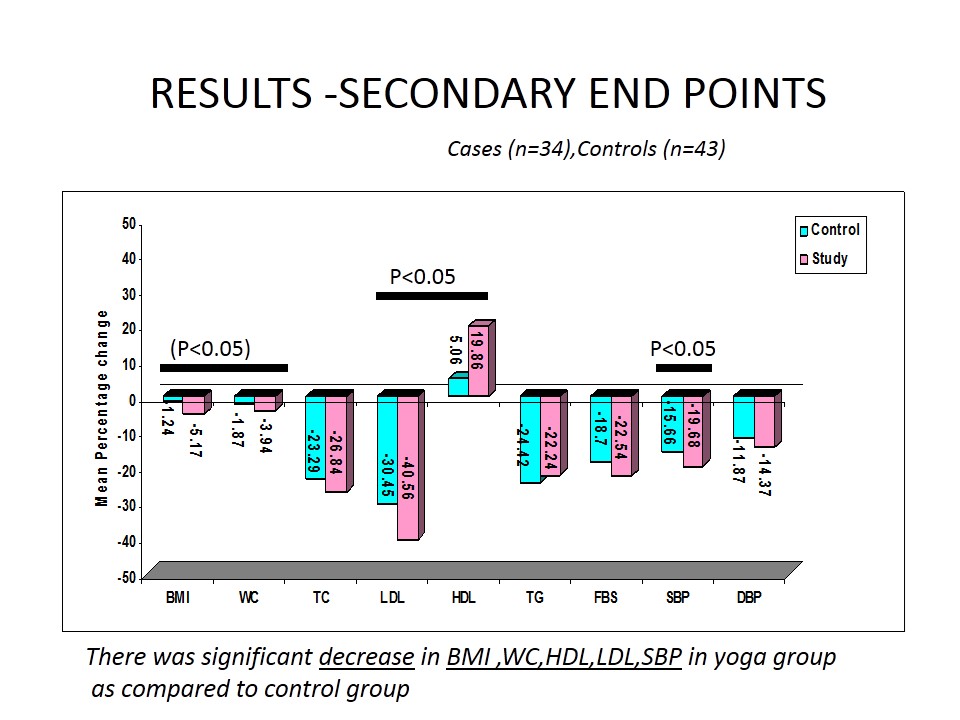 RESULTS -SECONDARY END POINTS
Cases (n=34),Controls (n=43)
Control
Study
Mean Percentage change
50
40
30
20
10
0
-10
-20
-30
-40
-50
(P<0.05)
P<0.05
P<0.05
-1.24
-5.17
-1.87
-3.94
-23.29
-26.84
-30.45
-40.56
5.06
19.86
-24.42
-22.24
-18.7
-22.54
-15.66
-19.68
-11.87
-14.37
BMI WC TC LDL HDL TG FBS SBP DBP
There was significant decrease in BMI ,WC,HDL,LDL,SBP in yoga group
as compared to control group